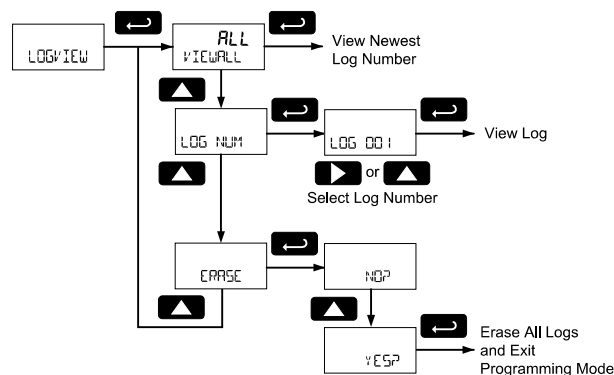 LOGVIEW
ALL
VIEWALL
View Newest
Log Number
LOG NUM
LOG 001
View Log
or
Select Log Number
ERASE
NO?
YES?
Erase All Logs
and Exit
Programming Mode